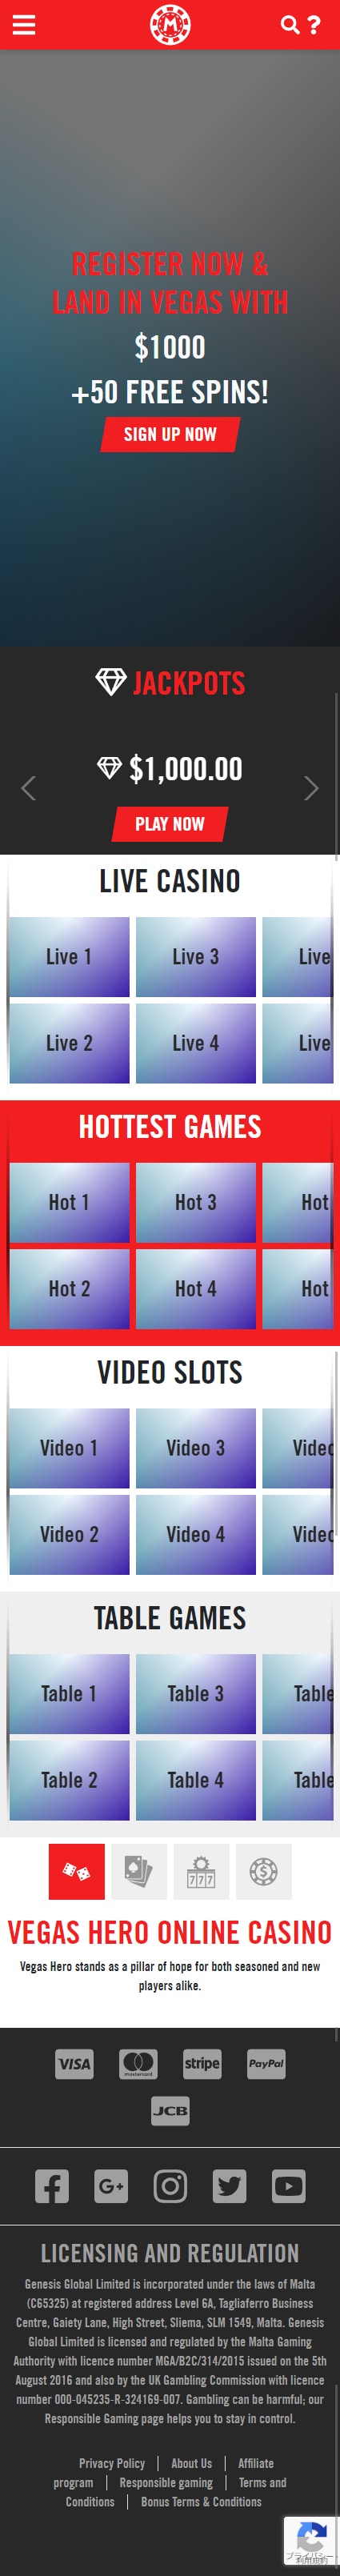 M
REGISTER NOW &
LAND IN VEGAS WITH
$1000
+50 FREE SPINS!
SIGN UP NOW
JACKPOTS
$1,000.00
PLAY NOW
LIVE CASINO
Live 1
Live 3
Live
Live 2
Live 4
Live
HOTTEST GAMES
Hot 1
Hot 3
Hot
Hot 2
Hot 4
Hot
VIDEO SLOTS
Video 1
Video 3
Video
Video 2
Video 4
Video
TABLE GAMES
Table 1
Table 3
Table
Table 2
Table 4
Table
777
$
VEGAS HERO ONLINE CASINO
Vegas Hero stands as a pillar of hope for both seasoned and new
players alike.
VISA
mastercard
stripe
PayPal
JCB
G+
LICENSING AND REGULATION
Genesis Global Limited is incorporated under the laws of Malta
(C65325) at registered address Level 6A, Tagliaferro Business
Centre, Gaiety Lane, High Street, Sliema, SLM 1549, Malta. Genesis
Global Limited is licensed and regulated by the Malta Gaming
Authority with licence number MGA/B2C/314/2015 issued on the 5th
August 2016 and also by the UK Gambling Commission with licence
number 000-045235-R-324169-007. Gambling can be harmful; our
Responsible Gaming page helps you to stay in control.
Privacy Policy | About Us | Affiliate
program | Responsible gaming | Terms and
Conditions | Bonus Terms & Conditions
プライバシー -
利用規約